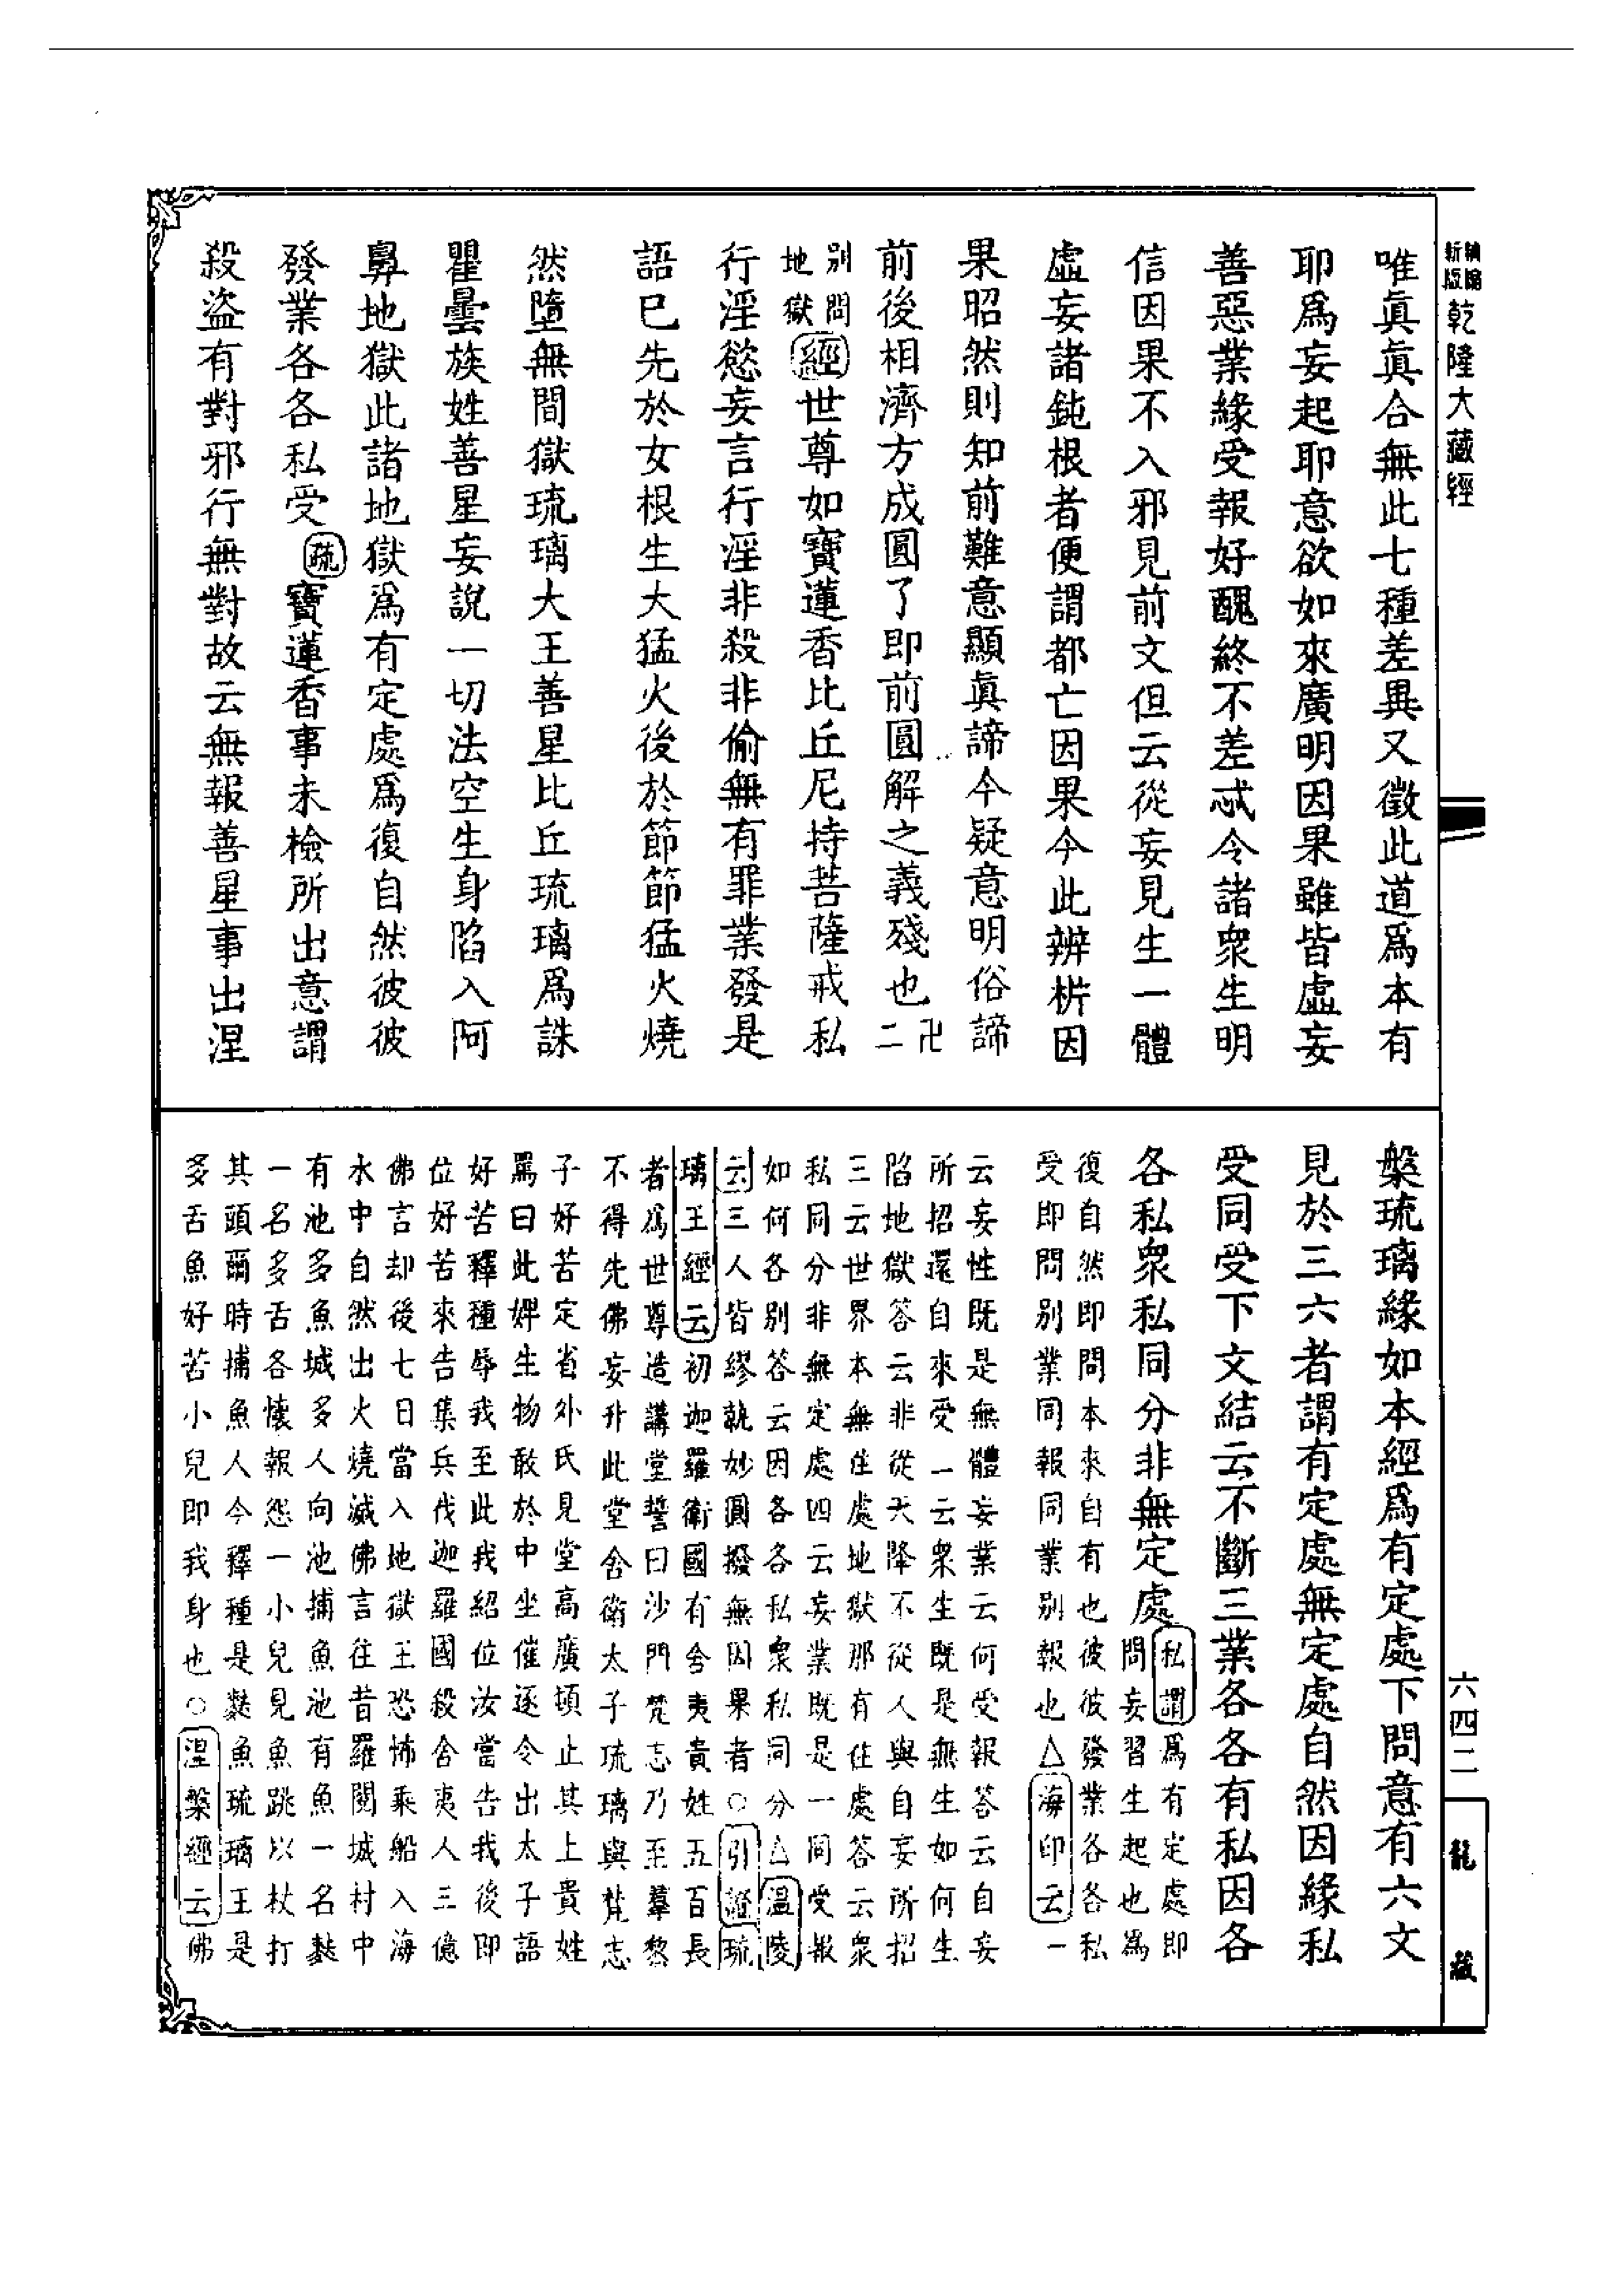 新編縮版
乾隆大藏經
唯眞眞合無此七種差異又徵此道爲本有
耶爲妄起耶意欲如來廣明因果雖皆虛妄
善惡業緣受報好醜終不差忒令諸衆生明
信因果不入邪見前文但云從妄見生一體
虛妄諸鈍根者便謂都亡因果今此辨析因
果昭然則知前難意顯眞諦今疑意明俗諦
前後相濟方成圓了即前圓解之義殘也卍二
別問地獄經世尊如寶蓮香比丘尼持菩薩戒私
行淫慾妄言行淫非殺非偷無有罪業發是
語已先於女根生大猛火後於節節猛火燒
然墮無間獄琉璃大王善星比丘琉璃爲誅
瞿曇族姓善星妄說一切法空生身陷入阿
鼻地獄此諸地獄爲有定處爲復自然彼彼
發業各各私受疏寶蓮香事未檢所出意謂
殺盜有對邪行無對故云無報善星事出涅
槃琉璃緣如本經爲有定處下問意有六文
見於三六者謂有定處無定處自然因緣私
受同受下文結云不斷三業各各有私因各
各私衆私同分非無定處私謂爲有定處即
問妄習生起也爲
復自然即問本來自有也彼彼發業各各私
受即問別業同報同業別報也△海印云一
云妄性既是無體妄業云何受報答云自妄
所招還自來受一云衆生既是無生如何生
陷地獄答云非從天降不從人與自妄所招
三云世界本無住處地獄那有住處答云衆
私同分非無定處四云妄業既是一同受報
如何各別答云因各各私衆私同分△溫陵
云三人皆繆執妙圓撥無因果者○引證琉
璃王經云初迦羅衛國有舍夷貴姓五百長
者爲世尊造講堂誓曰沙門梵志乃至羣黎
不得先佛妄升此堂舍衛太子琉璃與梵志
子好苦定省外氏見堂高廣頓止其上貴姓
罵曰此婢生物敢於中坐催逐令出太子語
好苦釋種辱我至此我紹位汝當告我後即
位好苦來告集兵伐迦羅國殺舍夷人三億
佛言却後七日當入地獄王恐怖乘船入海
水中自然出火燒滅佛言往昔羅閱城村中
有池多魚城多人向池捕魚池有魚一名麩
一名多舌各懷報怨一小兒見魚跳以杖打
其頭爾時捕魚人今釋種是麩魚琉璃王是
多舌魚好苦小兒即我身也○涅槃經云佛
六四二
龍藏